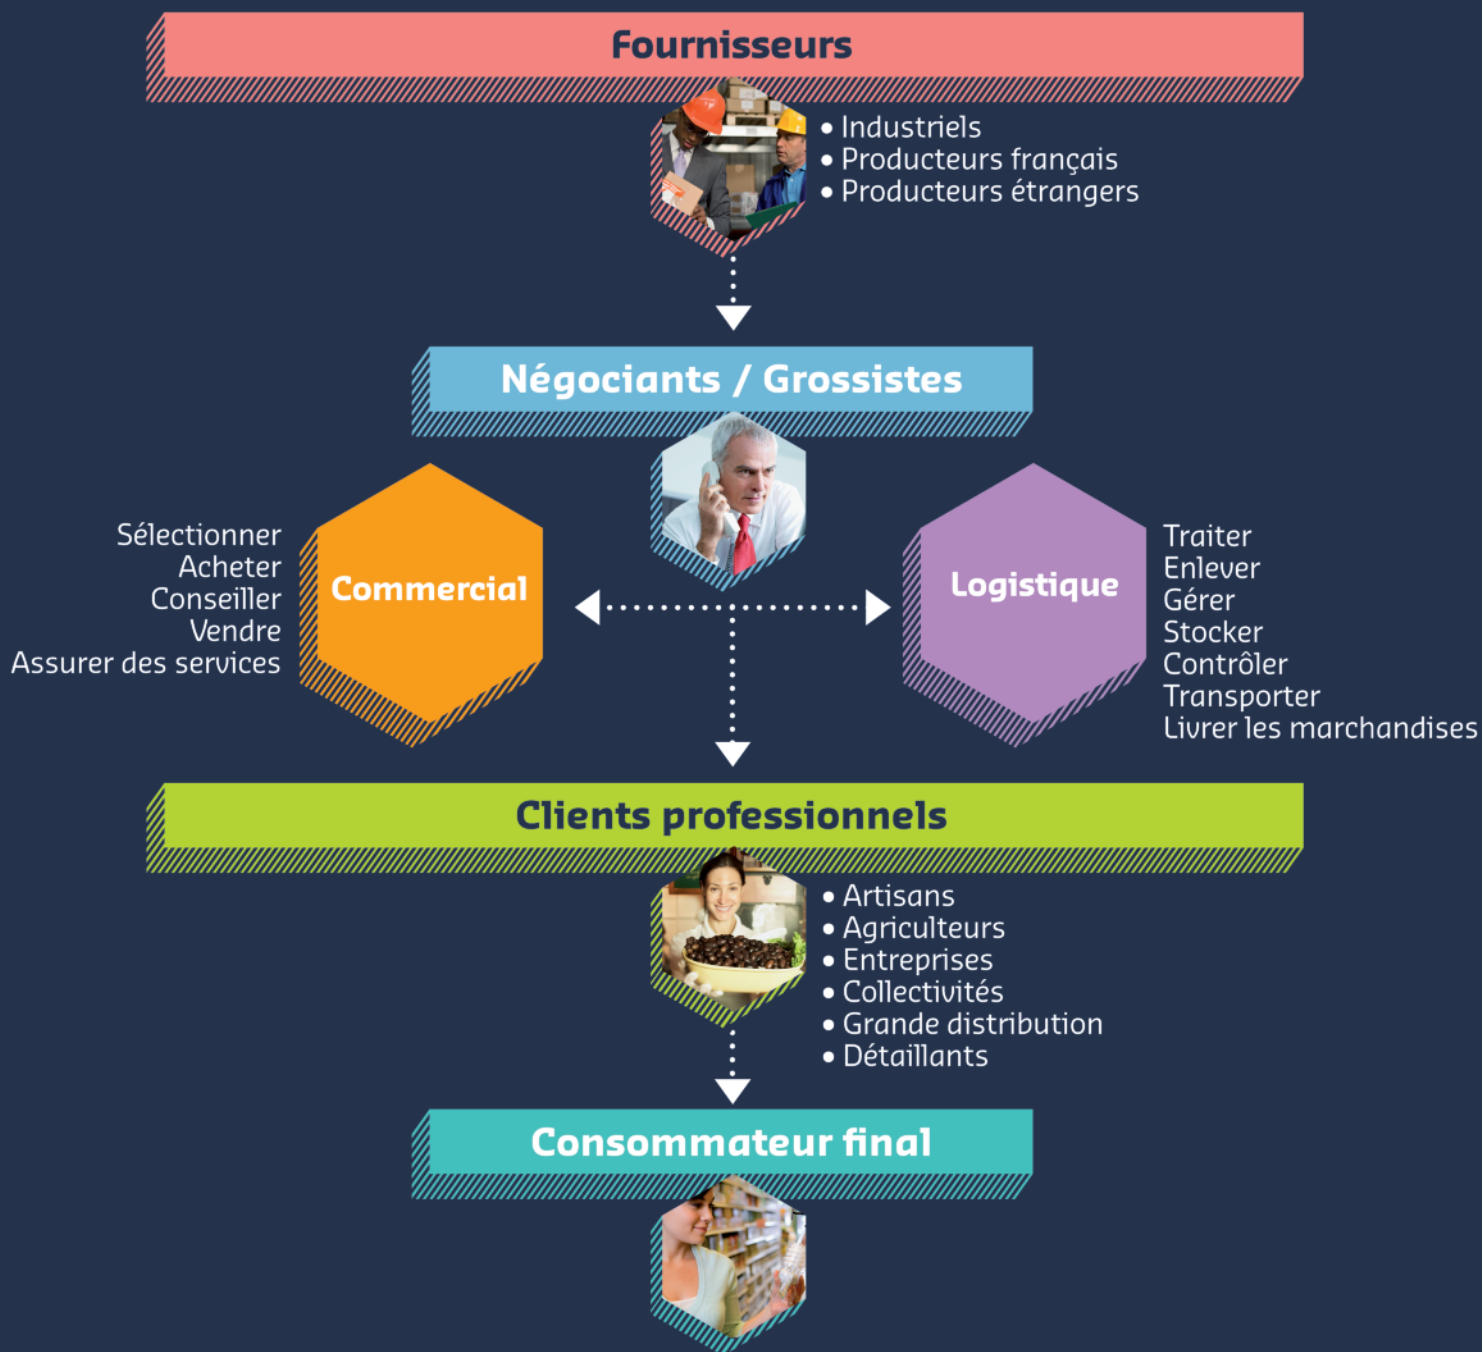 Fournisseurs
• Industriels
• Producteurs français
• Producteurs étrangers
Négociants / Grossistes
Commercial
Sélectionner
Acheter
Conseiller
Vendre
Assurer des services
Logistique
Traiter
Enlever
Gérer
Stocker
Contrôler
Transporter
Livrer les marchandises
Clients professionnels
• Artisans
• Agriculteurs
• Entreprises
• Collectivités
• Grande distribution
• Détaillants
Consommateur final